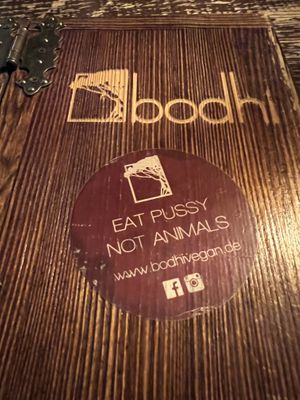 bodhi
EAT PUSSY
NOT ANIMALS
www.bodhivegan.de